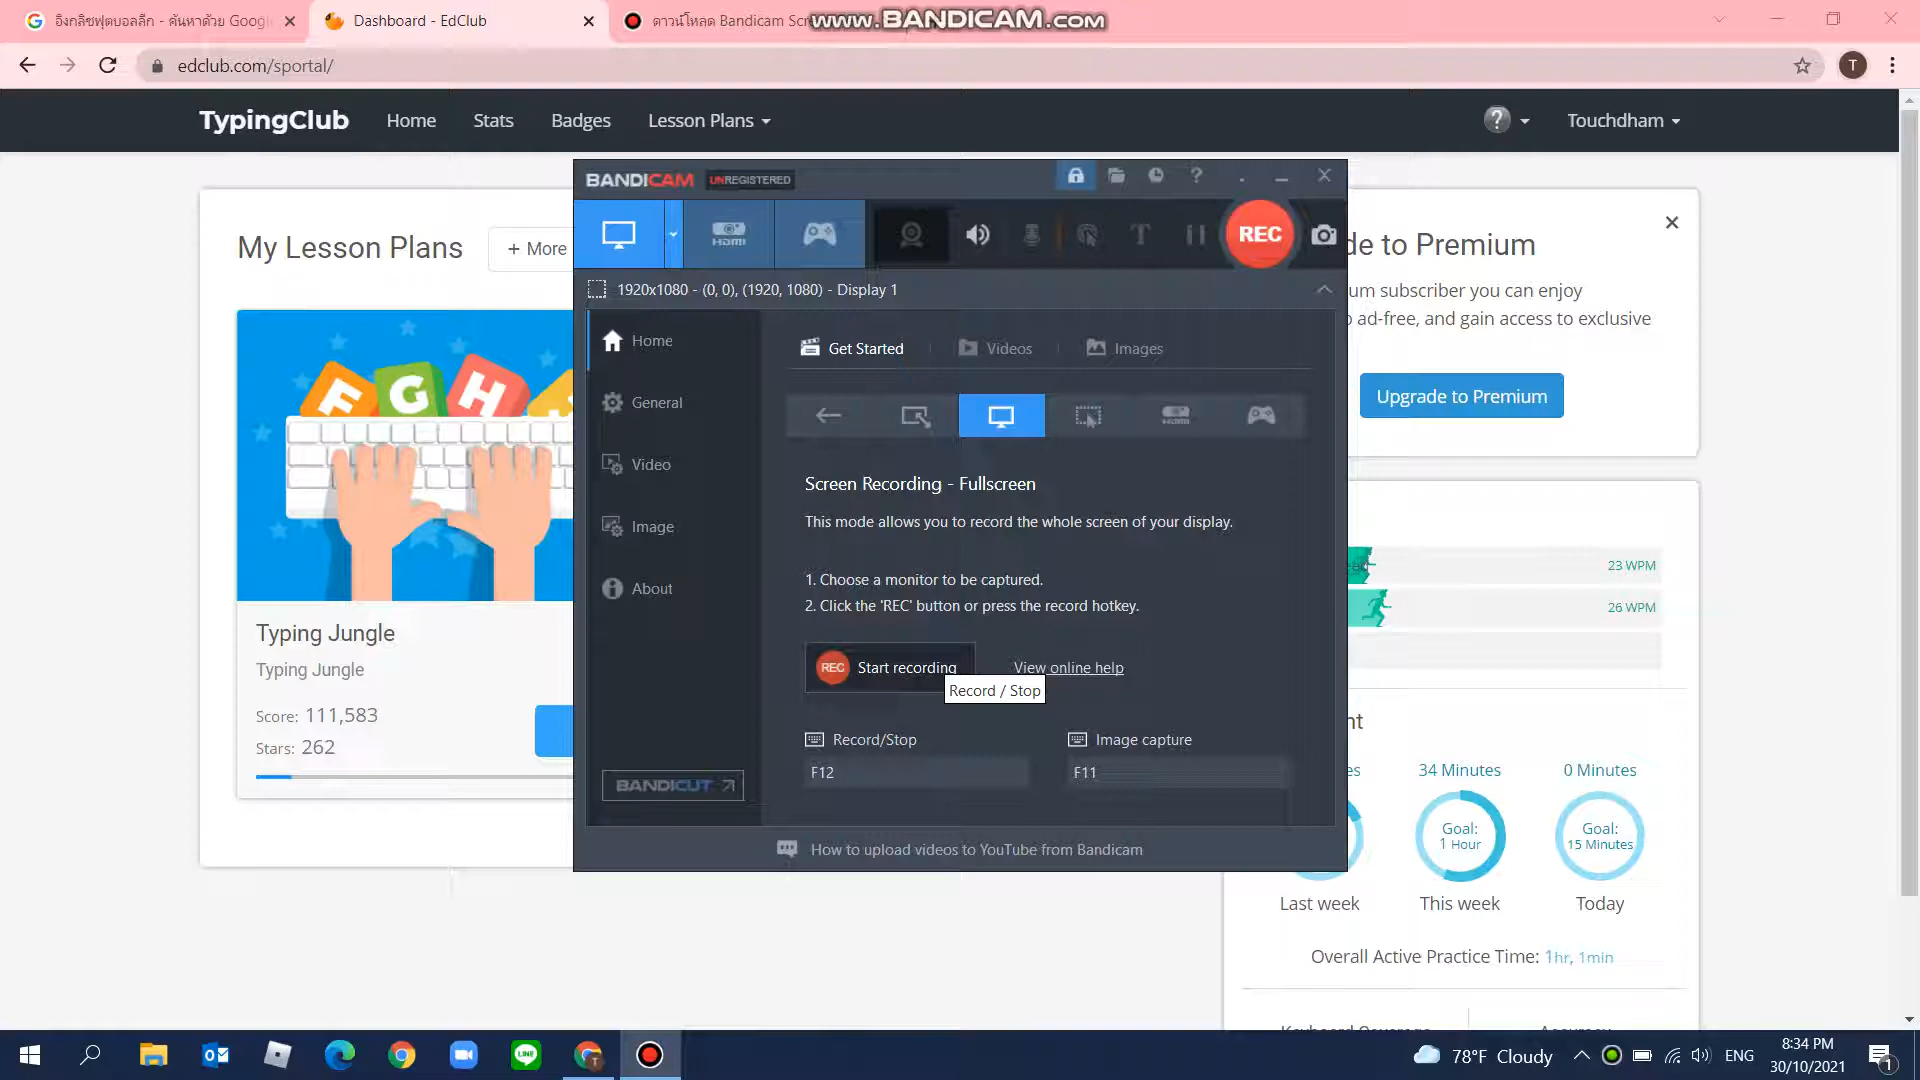 อิงกลิชฟุตบอลลีก - ค้นหาด้วย Googl
Dashboard - EdClub
ดาวน์โหลด Bandicam Scr
www.BANDICAM.com
edclub.com/sportal/
T
TypingClub
Home
Stats
Badges
Lesson Plans
?
Touchdham
My Lesson Plans
+ More
F
G
H
Typing Jungle
Typing Jungle
Score: 111,583
Stars: 262
BANDICAM
UNREGISTERED
?
HDMI
T
REC
1920x1080 - (0, 0), (1920, 1080) - Display 1
Home
General
Video
Image
About
BANDICUT
Get Started
Videos
Images
Screen Recording - Fullscreen
This mode allows you to record the whole screen of your display.
1. Choose a monitor to be captured.
2. Click the 'REC' button or press the record hotkey.
REC
Start recording
View online help
Record / Stop
Record/Stop
F12
Image capture
F11
How to upload videos to YouTube from Bandicam
de to Premium
um subscriber you can enjoy
ad-free, and gain access to exclusive
Upgrade to Premium
23 WPM
26 WPM
nt
es
34 Minutes
0 Minutes
Goal:
1 Hour
Goal:
15 Minutes
Last week
This week
Today
Overall Active Practice Time: 1hr, 1min
78°F Cloudy
ENG
8:34 PM
30/10/2021
1
LINE